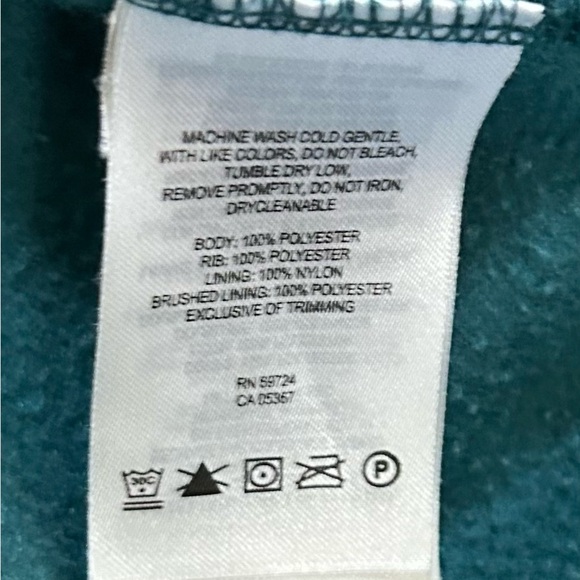 MACHINE WASH COLD GENTLE,
WITH LIKE COLORS, DO NOT BLEACH,
TUMBLE DRY LOW,
REMOVE PROMPTLY, DO NOT IRON,
DRYCLEANABLE
BODY: 100% POLYESTER
RIB: 100% POLYESTER
LINING: 100% NYLON
BRUSHED LINING: 100% POLYESTER
EXCLUSIVE OF TRIMMING
RN 69724
CA 05367
30C P